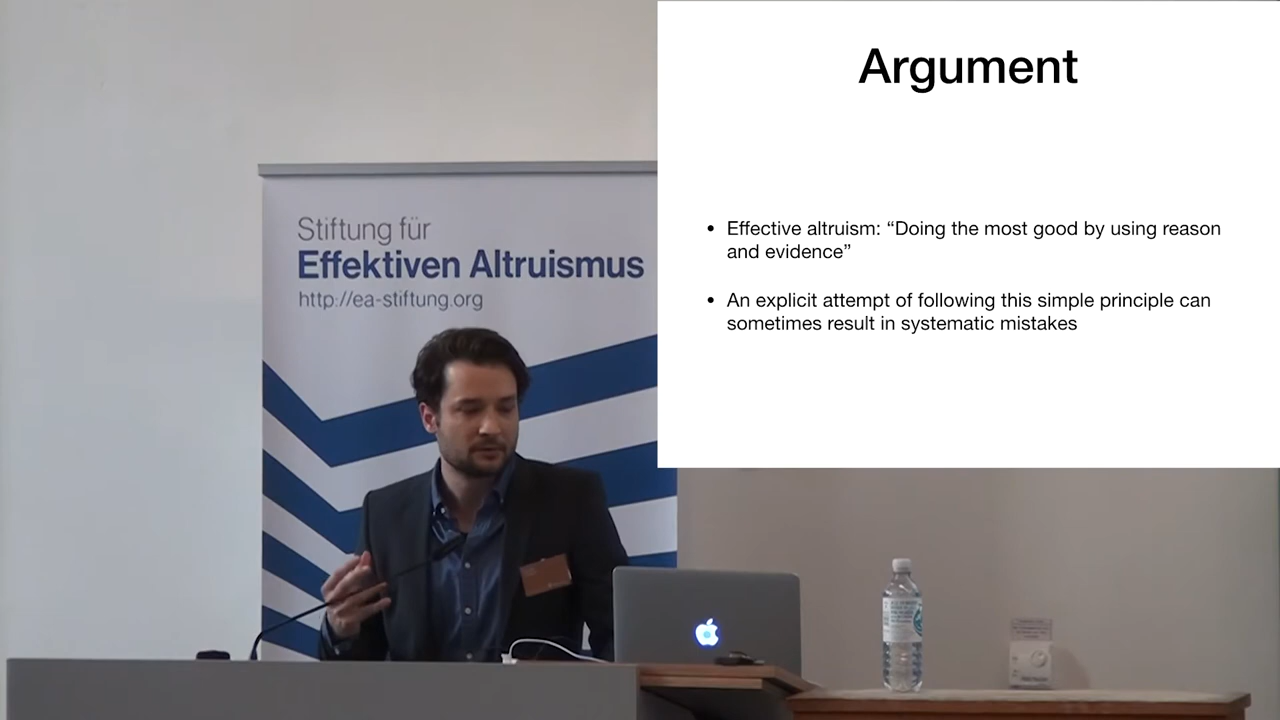 Argument
• Effective altruism: “Doing the most good by using reason
and evidence”
• An explicit attempt of following this simple principle can
sometimes result in systematic mistakes
Stiftung für
Effektiven Altruismus
http://ea-stiftung.org